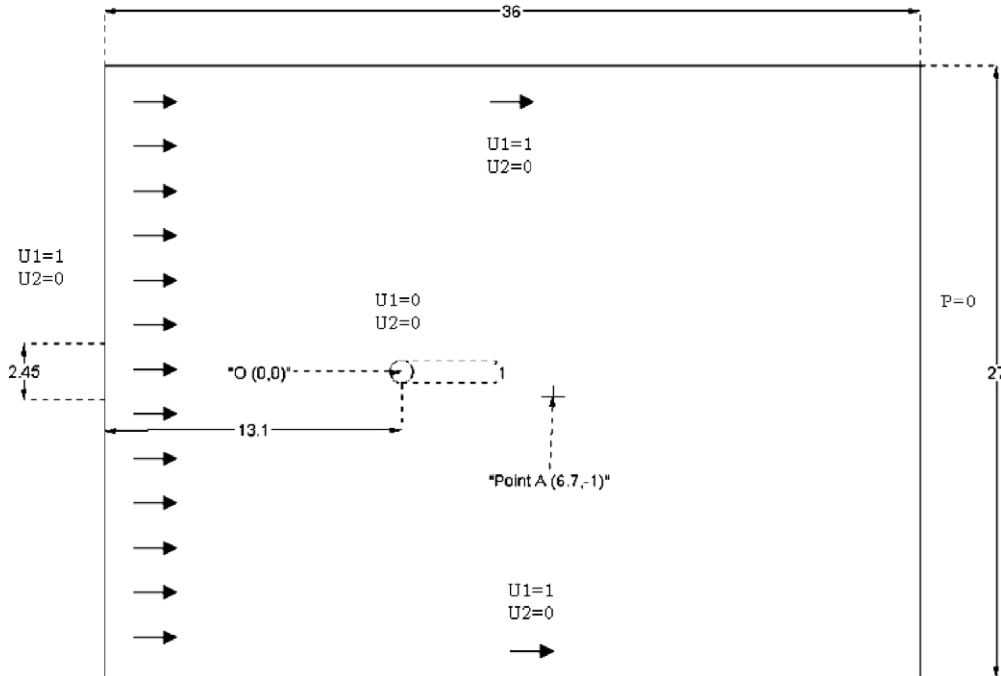 36
U1=1
U2=0
U1=1
U2=0
U1=0
U2=0
P=0
2.45
"O (0,0)"
1
27
13.1
"Point A (6.7,-1)"
U1=1
U2=0